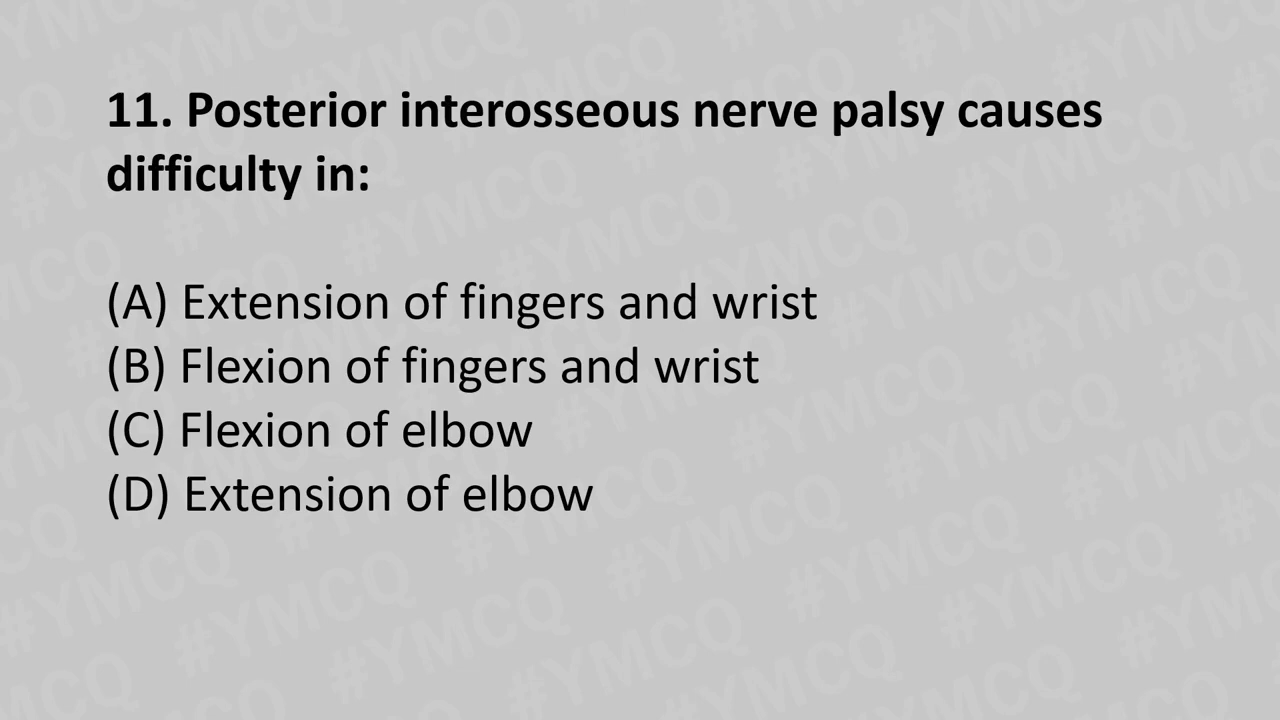 11. Posterior interosseous nerve palsy causes
difficulty in:
(A) Extension of fingers and wrist
(B) Flexion of fingers and wrist
(C) Flexion of elbow
(D) Extension of elbow
#YMCQ